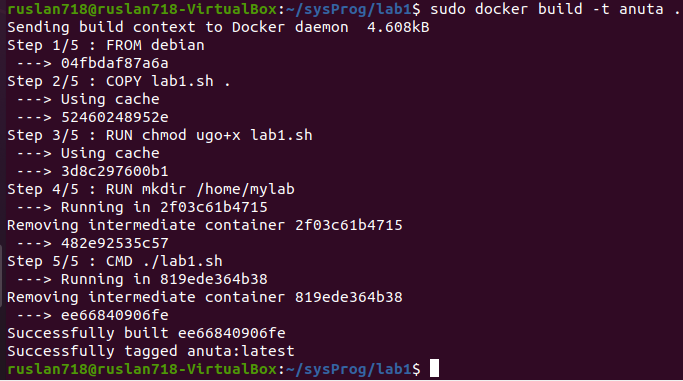 ruslan718@ruslan718-VirtualBox:~/sysProg/lab1$ sudo docker build -t anuta .
Sending build context to Docker daemon  4.608kB
Step 1/5 : FROM debian
 ---> 04fbdaf87a6a
Step 2/5 : COPY lab1.sh .
 ---> Using cache
 ---> 52460248952e
Step 3/5 : RUN chmod ugo+x lab1.sh
 ---> Using cache
 ---> 3d8c297600b1
Step 4/5 : RUN mkdir /home/mylab
 ---> Running in 2f03c61b4715
Removing intermediate container 2f03c61b4715
 ---> 482e92535c57
Step 5/5 : CMD ./lab1.sh
 ---> Running in 819ede364b38
Removing intermediate container 819ede364b38
 ---> ee66840906fe
Successfully built ee66840906fe
Successfully tagged anuta:latest
ruslan718@ruslan718-VirtualBox:~/sysProg/lab1$